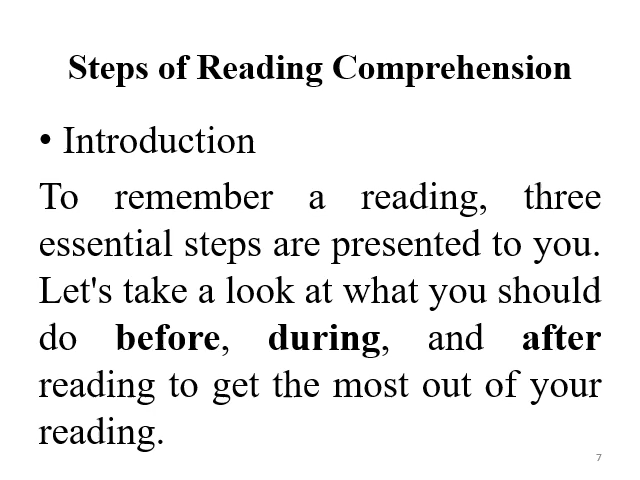 Steps of Reading Comprehension
• Introduction
To remember a reading, three
essential steps are presented to you.
Let's take a look at what you should
do before, during, and after
reading to get the most out of your
reading.
7